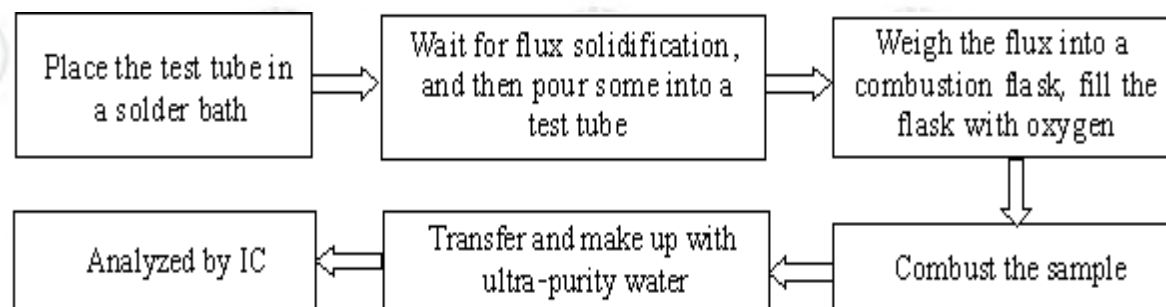 Place the test tube in
a solder bath
Wait for flux solidification,
and then pour some into a
test tube
Weigh the flux into a
combustion flask, fill the
flask with oxygen
Combust the sample
Transfer and make up with
ultra-purity water
Analyzed by IC